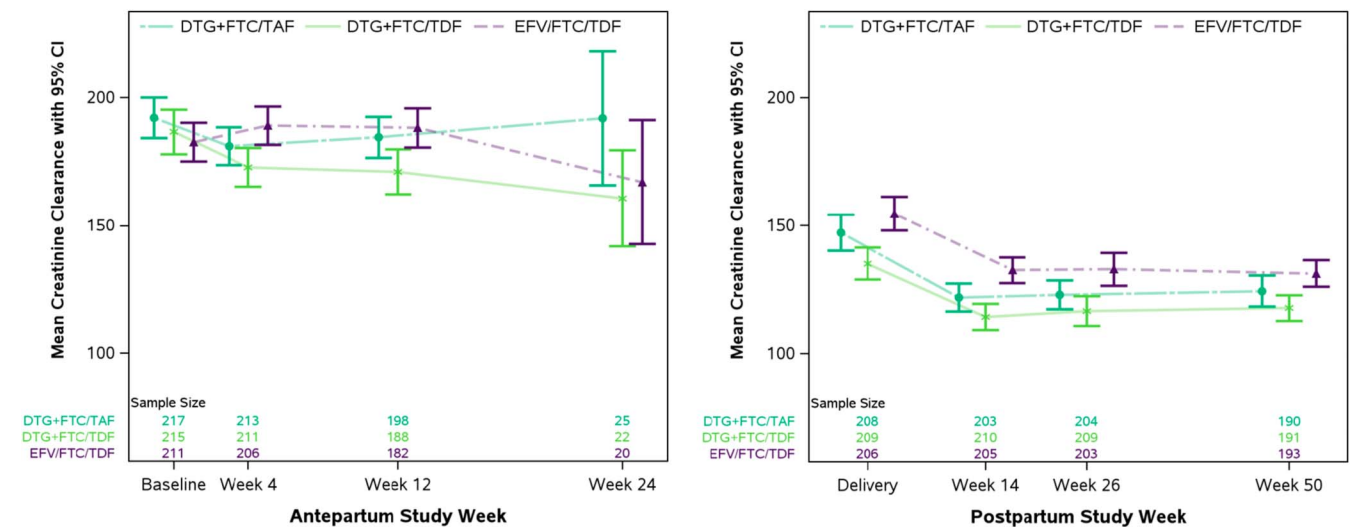 DTG+FTC/TAF DTG+FTC/TDF EFV/FTC/TDF
Mean Creatinine Clearance with 95% CI
200
150
100
Sample Size
DTG+FTC/TAF 217 213 198 25
DTG+FTC/TDF 215 211 188 22
EFV/FTC/TDF 211 206 182 20
Baseline Week 4 Week 12 Week 24
Antepartum Study Week
DTG+FTC/TAF DTG+FTC/TDF EFV/FTC/TDF
Mean Creatinine Clearance with 95% CI
200
150
100
Sample Size
DTG+FTC/TAF 208 203 204 190
DTG+FTC/TDF 209 210 209 191
EFV/FTC/TDF 206 205 203 193
Delivery Week 14 Week 26 Week 50
Postpartum Study Week